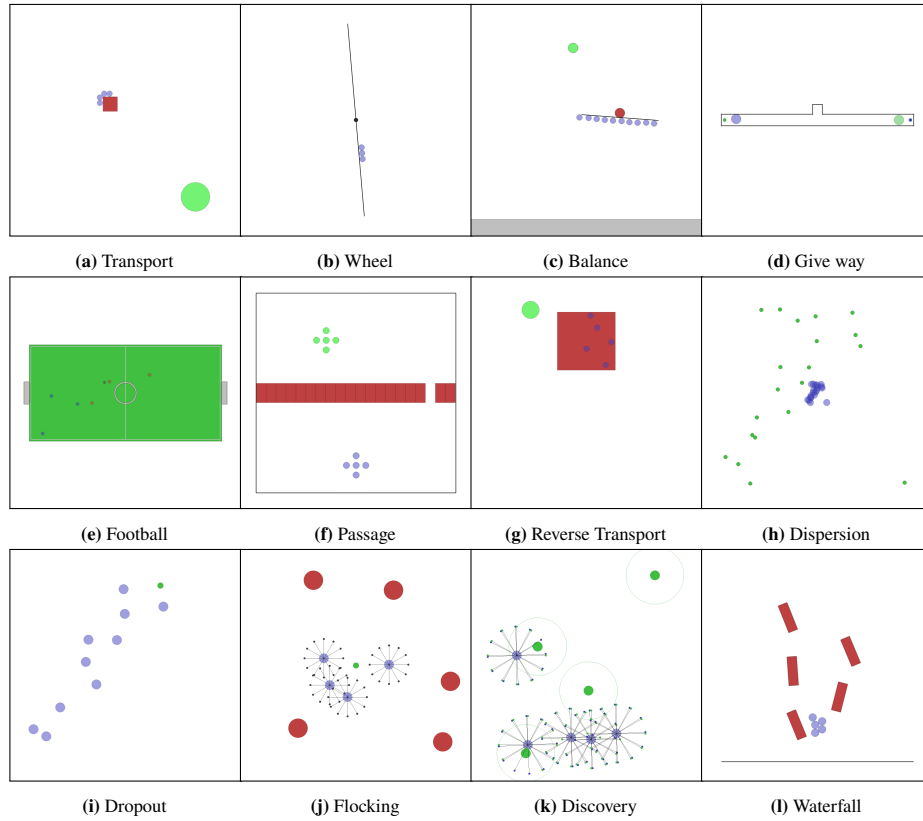 (a) Transport
(b) Wheel
(c) Balance
(d) Give way
(e) Football
(f) Passage
(g) Reverse Transport
(h) Dispersion
(i) Dropout
(j) Flocking
(k) Discovery
(l) Waterfall